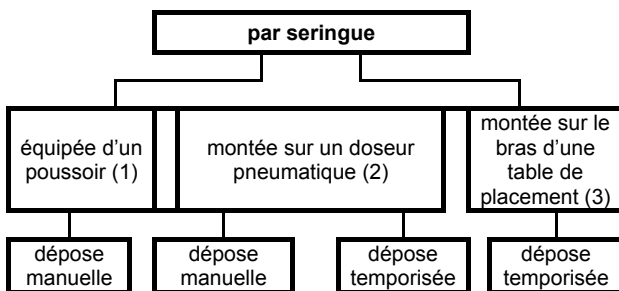 par seringue
équipée d'un
poussoir (1)
montée sur un doseur
pneumatique (2)
montée sur le
bras d'une
table de
placement (3)
dépose
manuelle
dépose
manuelle
dépose
temporisée
dépose
temporisée